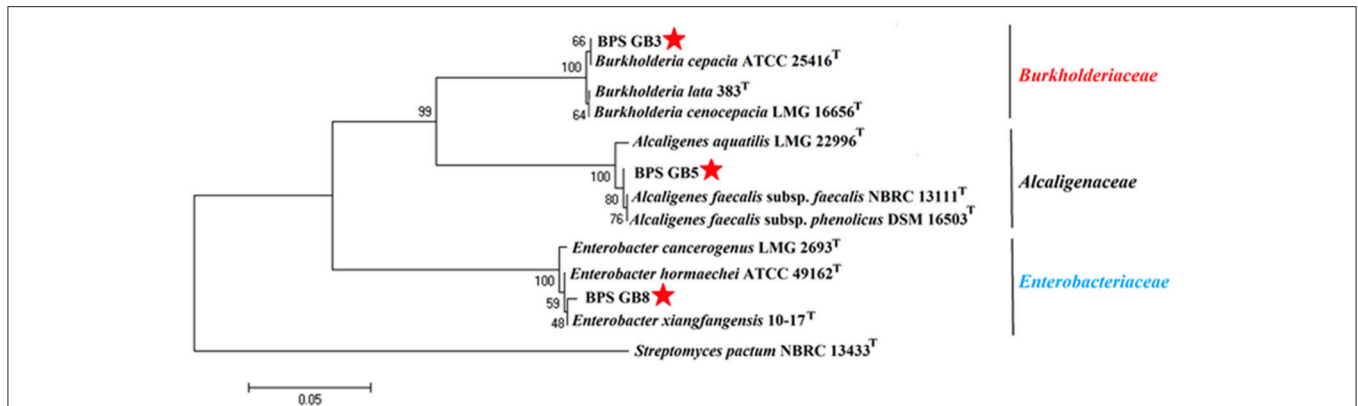 66 BPS GB3
Burkholderia cepacia ATCC 25416T
100
Burkholderia lata 383T
64 Burkholderia cenocepacia LMG 16656T
Burkholderiaceae
99
Alcaligenes aquatilis LMG 22996T
100
BPS GB5
80 Alcaligenes faecalis subsp. faecalis NBRC 13111T
76 Alcaligenes faecalis subsp. phenolicus DSM 16503T
Alcaligenaceae
Enterobacter cancerogenus LMG 2693T
100
Enterobacter hormaechei ATCC 49162T
59
BPS GB8
48 Enterobacter xiangfangensis 10-17T
Enterobacteriaceae
Streptomyces pactum NBRC 13433T
0.05